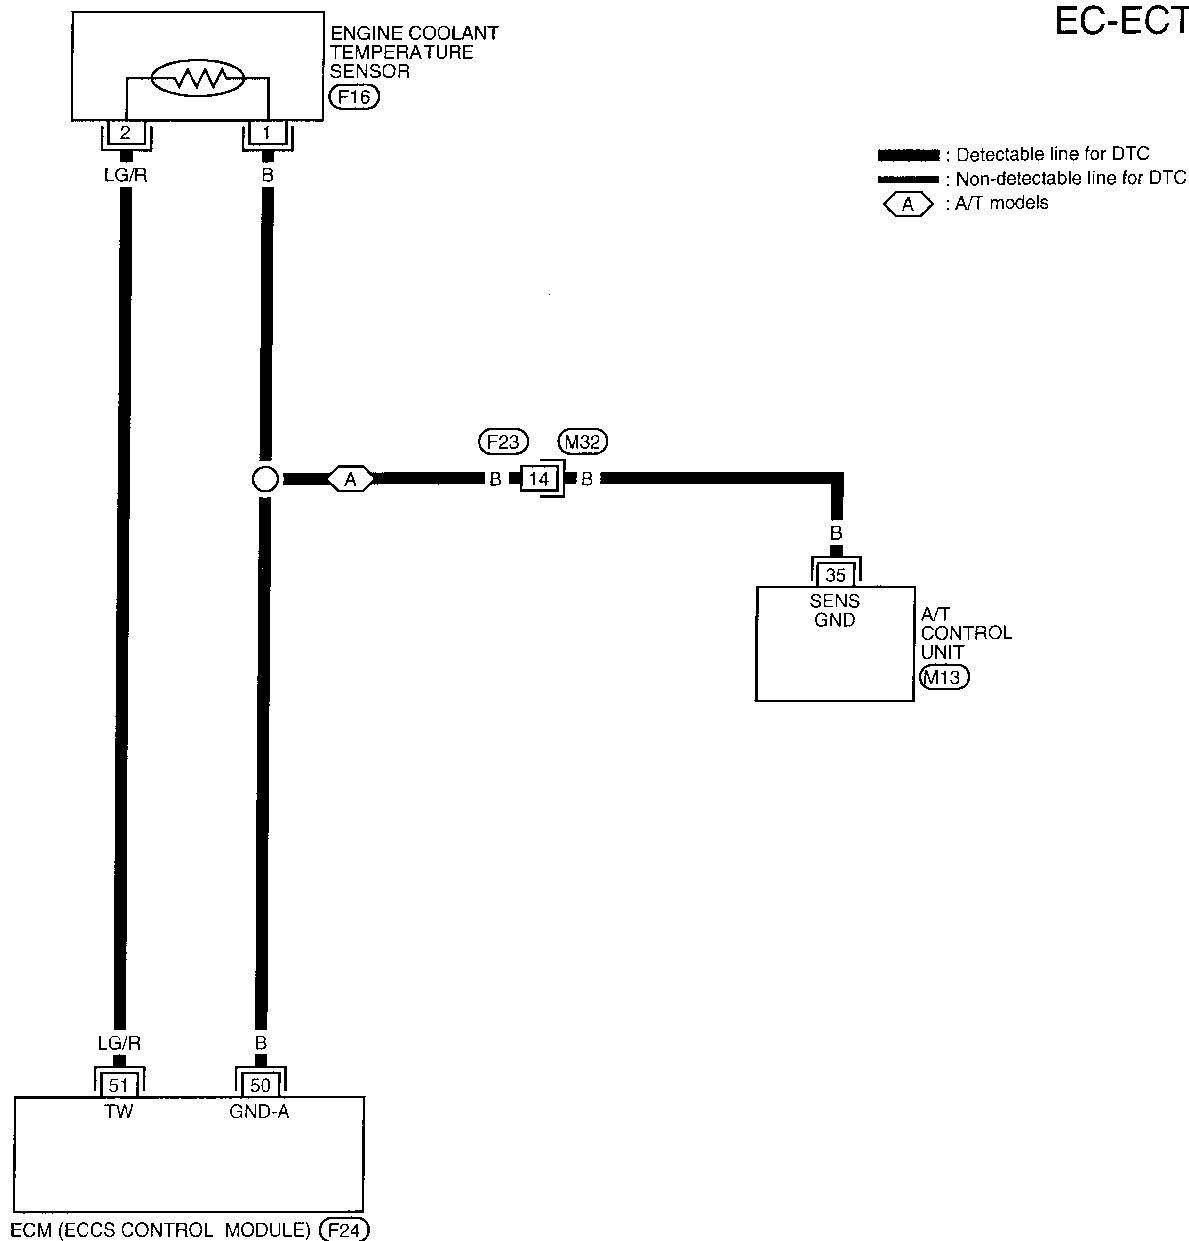 EC-ECT
ENGINE COOLANT
TEMPERATURE
SENSOR
F16
2
1
LG/R
B
: Detectable line for DTC
: Non-detectable line for DTC
A
: A/T models
F23
M32
A
B
14
B
B
35
SENS
GND
A/T
CONTROL
UNIT
M13
LG/R
B
51
50
TW
GND-A
ECM (ECCS CONTROL MODULE)
F24